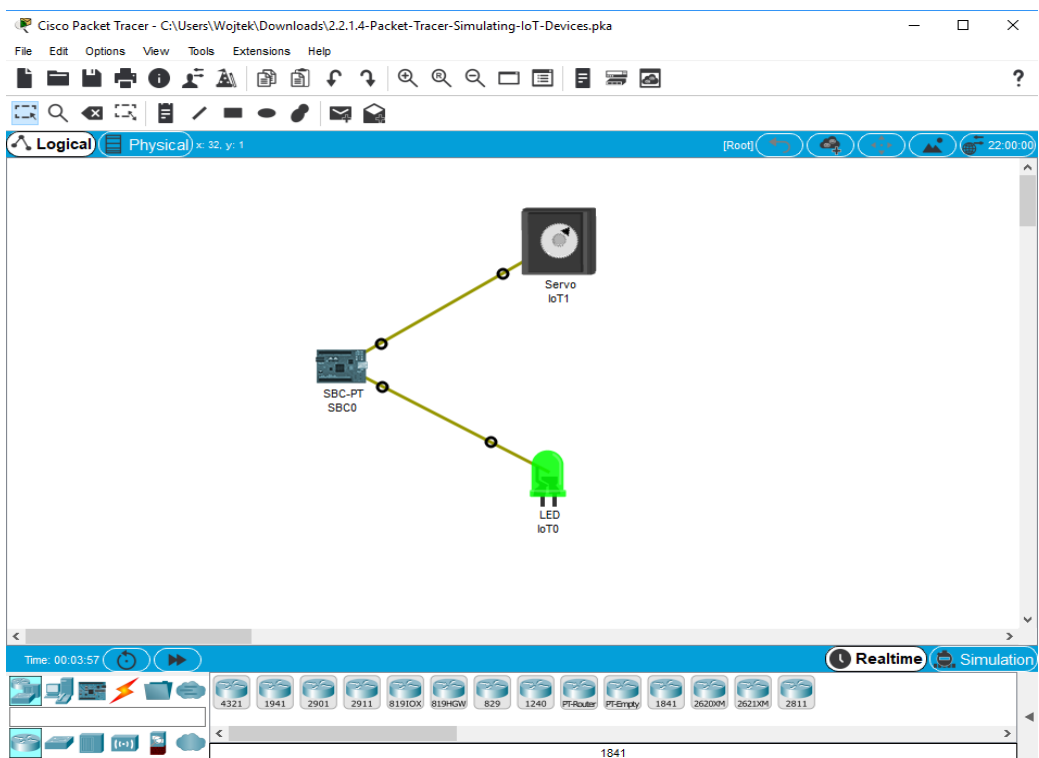 Cisco Packet Tracer - C:\Users\Wojtek\Downloads\2.2.1.4-Packet-Tracer-Simulating-IoT-Devices.pka
File Edit Options View Tools Extensions Help
?
Logical Physical x: 32, y: 1 [Root] 22:00:00
Servo
IoT1
SBC-PT
SBC0
LED
IoT0
Time: 00:03:57 Realtime Simulation
4321 1941 2901 2911 819IOX 819HGW 829 1240 PT-Router PT-Empty 1841 2620XM 2621XM 2811
1841